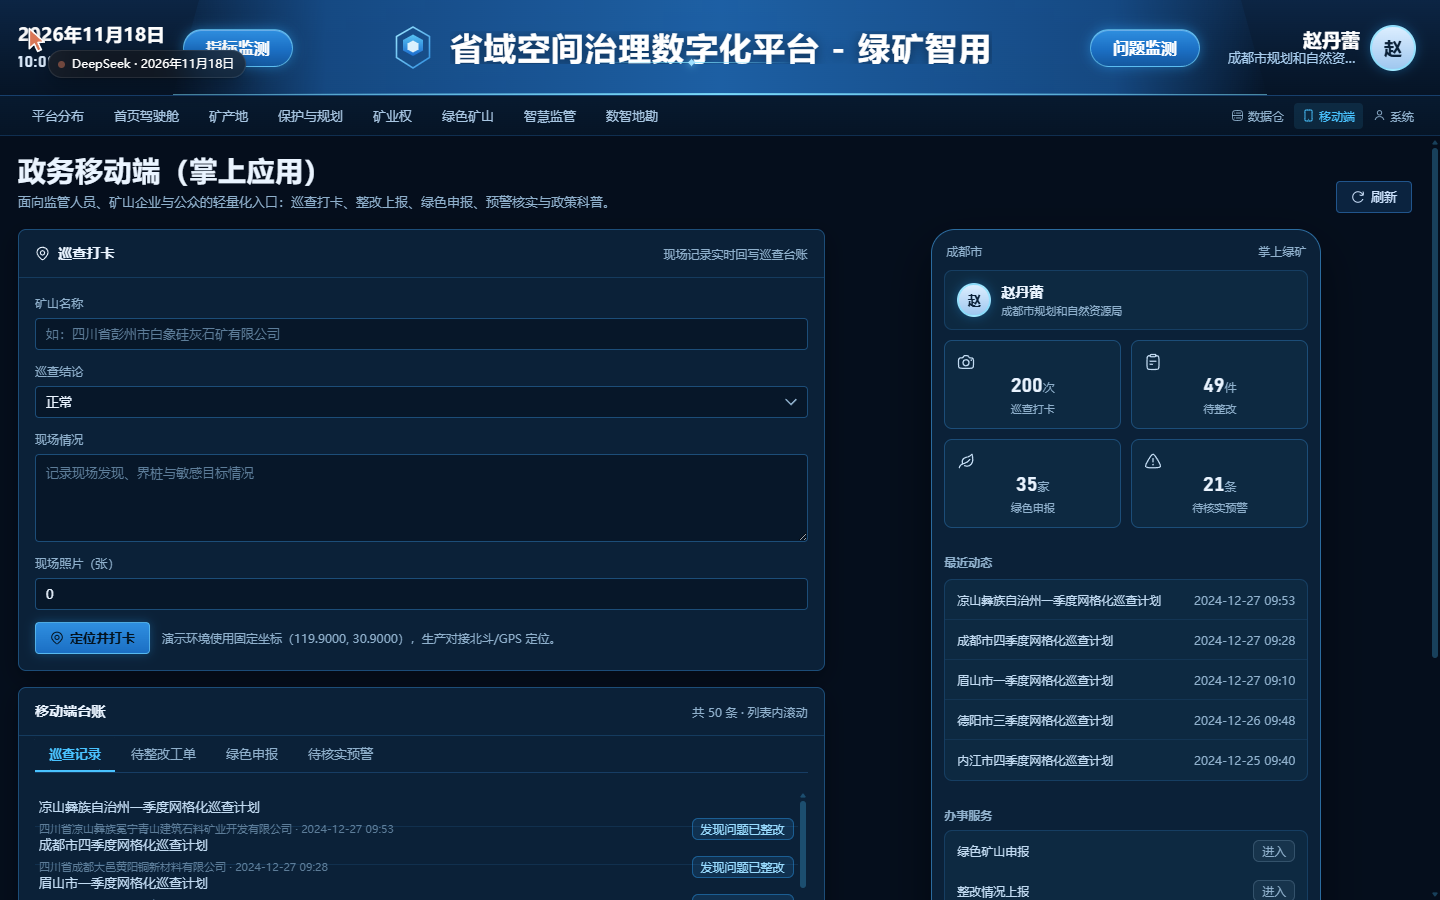 2026年11月18日
10:0
DeepSeek · 2026年11月18日
指标监测
省域空间治理数字化平台 - 绿矿智用
问题监测
赵丹蕾
成都市规划和自然资...
赵
平台分布
首页驾驶舱
矿产地
保护与规划
矿业权
绿色矿山
智慧监管
数智地勘
数据仓
移动端
系统
政务移动端（掌上应用）
面向监管人员、矿山企业与公众的轻量化入口：巡查打卡、整改上报、绿色申报、预警核实与政策科普。
刷新
巡查打卡
现场记录实时回写巡查台账
矿山名称
如：四川省彭州市白象硅灰石矿有限公司
巡查结论
正常
现场情况
记录现场发现、界桩与敏感目标情况
现场照片（张）
0
定位并打卡
演示环境使用固定坐标（119.9000, 30.9000），生产对接北斗/GPS 定位。
移动端台账
共 50 条 · 列表内滚动
巡查记录
待整改工单
绿色申报
待核实预警
凉山彝族自治州一季度网格化巡查计划
四川省凉山彝族冕宁青山建筑石料矿业开发有限公司 · 2024-12-27 09:53
发现问题已整改
成都市四季度网格化巡查计划
四川省成都大邑荥阳铜新材料有限公司 · 2024-12-27 09:28
发现问题已整改
眉山市一季度网格化巡查计划
成都市
掌上绿矿
赵
赵丹蕾
成都市规划和自然资源局
200次
巡查打卡
49件
待整改
35家
绿色申报
21条
待核实预警
最近动态
凉山彝族自治州一季度网格化巡查计划
2024-12-27 09:53
成都市四季度网格化巡查计划
2024-12-27 09:28
眉山市一季度网格化巡查计划
2024-12-27 09:10
德阳市三季度网格化巡查计划
2024-12-26 09:48
内江市四季度网格化巡查计划
2024-12-25 09:40
办事服务
绿色矿山申报
进入
整改情况上报
进入